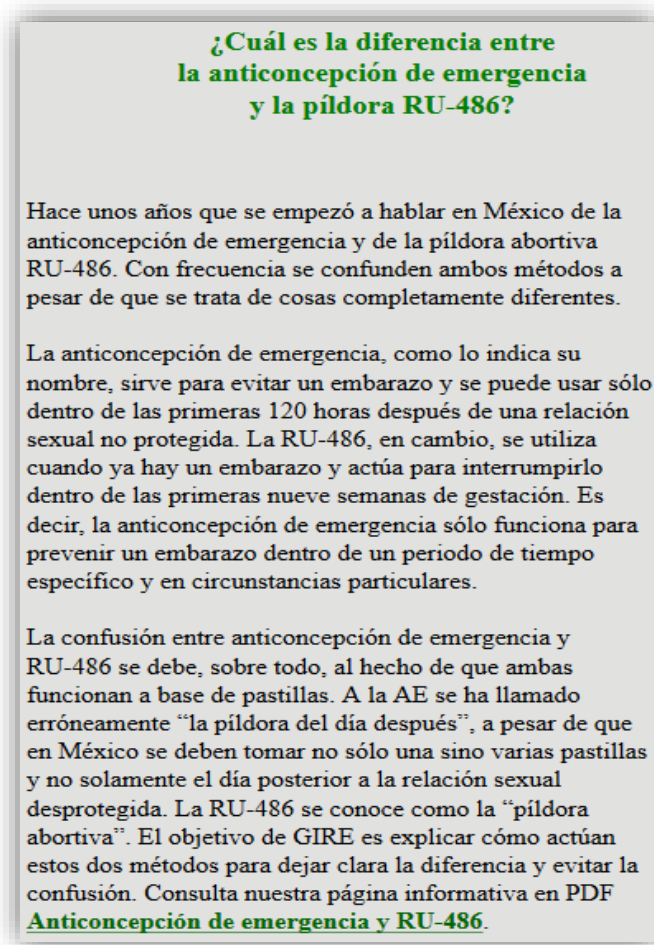 ¿Cuál es la diferencia entre
la anticoncepción de emergencia
y la píldora RU-486?
Hace unos años que se empezó a hablar en México de la
anticoncepción de emergencia y de la píldora abortiva
RU-486. Con frecuencia se confunden ambos métodos a
pesar de que se trata de cosas completamente diferentes.
La anticoncepción de emergencia, como lo indica su
nombre, sirve para evitar un embarazo y se puede usar sólo
dentro de las primeras 120 horas después de una relación
sexual no protegida. La RU-486, en cambio, se utiliza
cuando ya hay un embarazo y actúa para interrumpirlo
dentro de las primeras nueve semanas de gestación. Es
decir, la anticoncepción de emergencia sólo funciona para
prevenir un embarazo dentro de un periodo de tiempo
específico y en circunstancias particulares.
La confusión entre anticoncepción de emergencia y
RU-486 se debe, sobre todo, al hecho de que ambas
funcionan a base de pastillas. A la AE se ha llamado
erróneamente “la píldora del día después”, a pesar de que
en México se deben tomar no sólo una sino varias pastillas
y no solamente el día posterior a la relación sexual
desprotegida. La RU-486 se conoce como la “píldora
abortiva”. El objetivo de GIRE es explicar cómo actúan
estos dos métodos para dejar clara la diferencia y evitar la
confusión. Consulta nuestra página informativa en PDF
Anticoncepción de emergencia y RU-486.